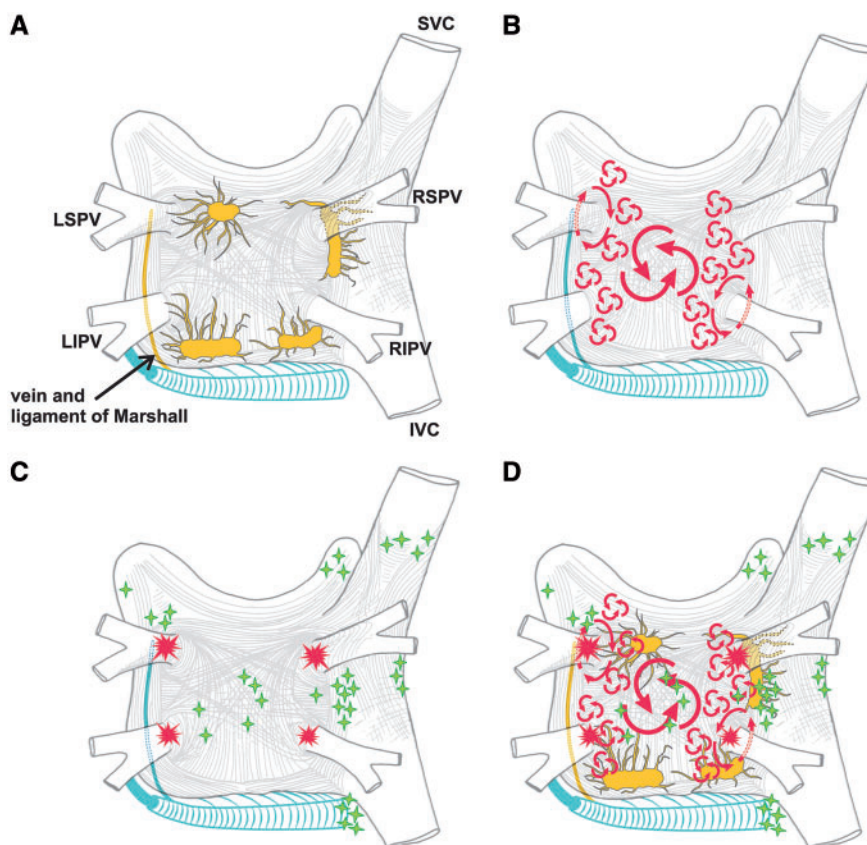 A
SVC
B
LSPV
RSPV
LIPV
RIPV
vein and
ligament of Marshall
IVC
C
D